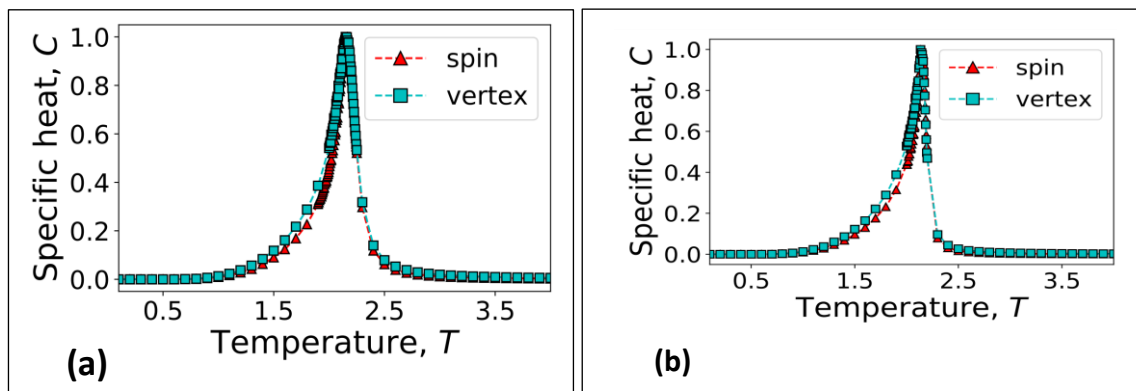 Specific heat, C
1.0
0.8
0.6
0.4
0.2
0.0
spin
vertex
0.5 1.5 2.5 3.5
Temperature, T
(a)
Specific heat, C
1.0
0.8
0.6
0.4
0.2
0.0
spin
vertex
0.5 1.5 2.5 3.5
Temperature, T
(b)